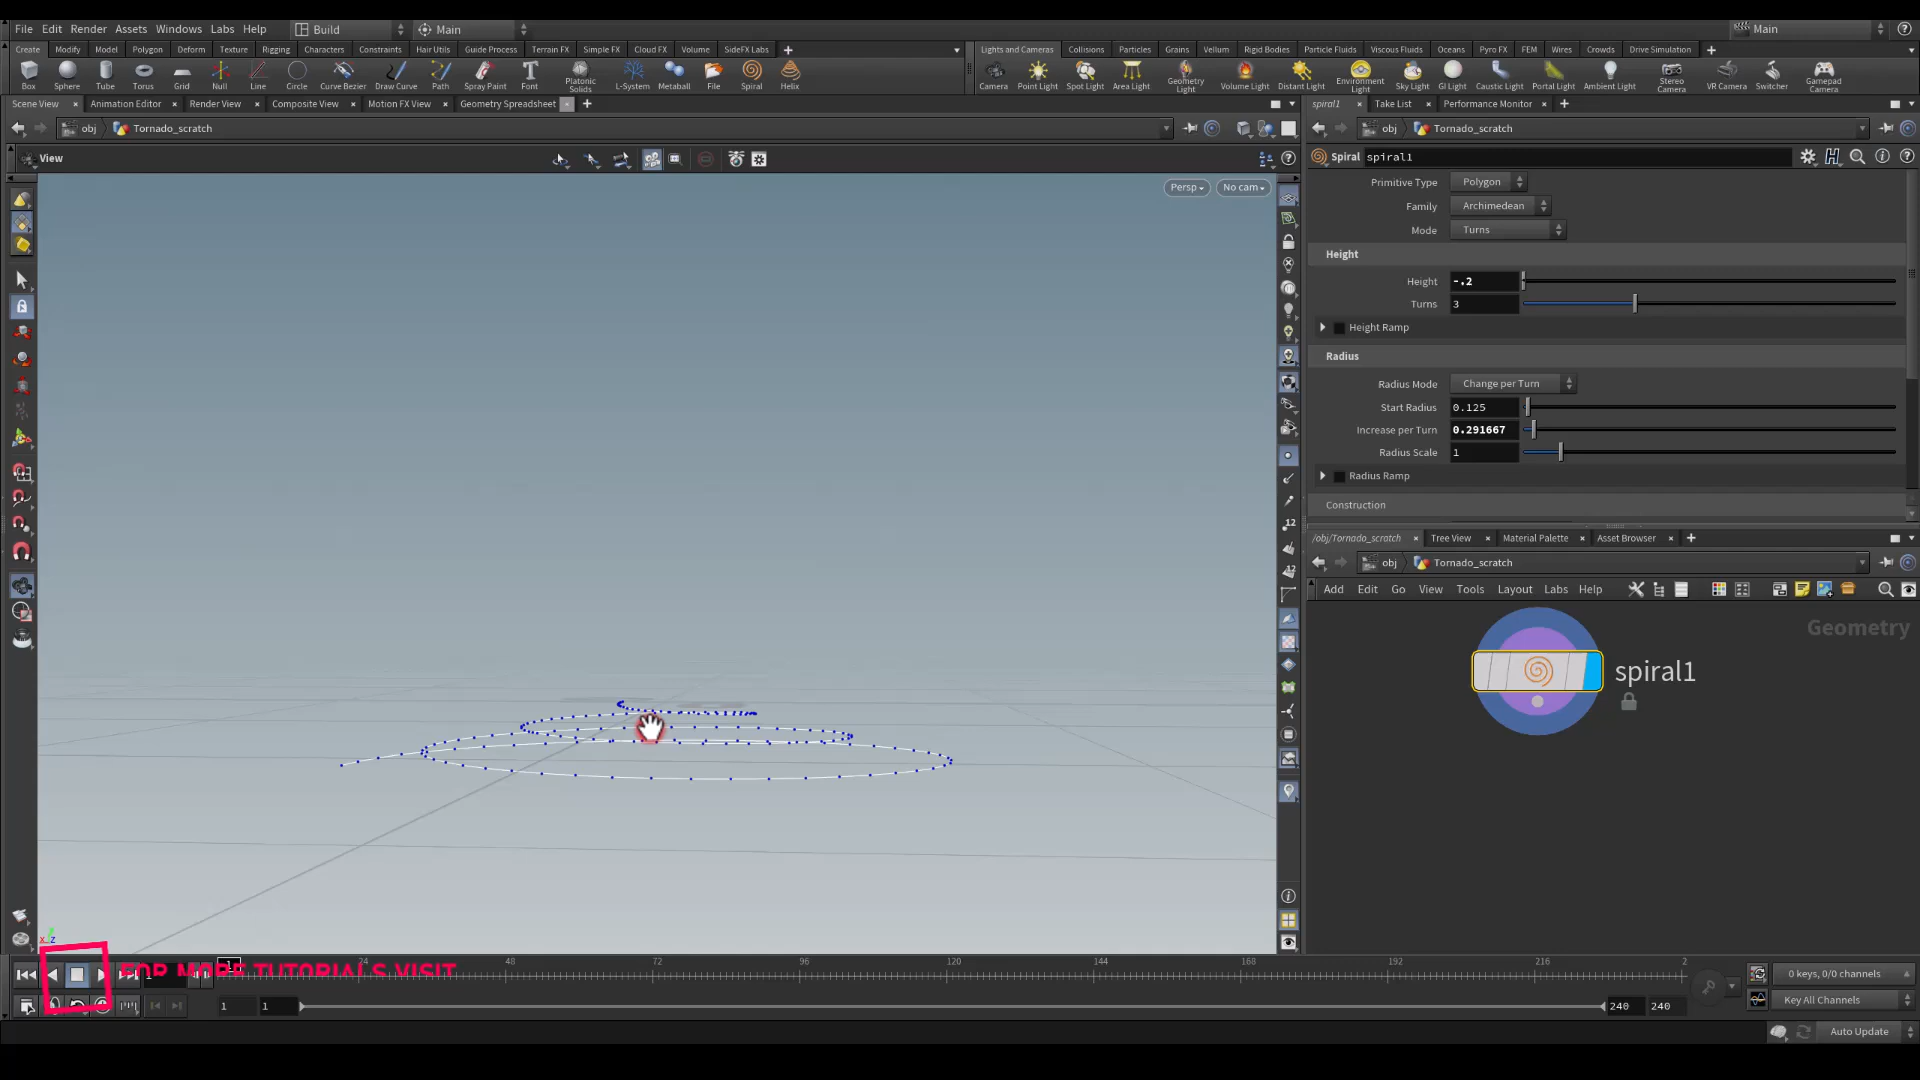 File Edit Render Assets Windows Labs Help Build Main Main
Create Modify Model Polygon Deform Texture Rigging Characters Constraints Hair Utils Guide Process Terrain FX Simple FX Cloud FX Volume SideFX Labs
Lights and Cameras Collisions Particles Grains Vellum Rigid Bodies Particle Fluids Viscous Fluids Oceans Pyro FX FEM Wires Crowds Drive Simulation
Box Sphere Tube Torus Grid Null Line Circle Curve Bezier Draw Curve Path Spray Paint Font Platonic Solids L-System Metaball File Spiral Helix
Camera Point Light Spot Light Area Light Geometry Light Volume Light Distant Light Environment Light Sky Light GI Light Caustic Light Portal Light Ambient Light Stereo Camera VR Camera Switcher Gamepad Camera
Scene View Animation Editor Render View Composite View Motion FX View Geometry Spreadsheet
obj Tornado_scratch
View
Persp No cam
12
12
spiral1 Take List Performance Monitor
obj Tornado_scratch
Spiral spiral1
Primitive Type Polygon
Family Archimedean
Mode Turns
Height
Height -.2
Turns 3
Height Ramp
Radius
Radius Mode Change per Turn
Start Radius 0.125
Increase per Turn 0.291667
Radius Scale 1
Radius Ramp
Construction
/obj/Tornado_scratch Tree View Material Palette Asset Browser
obj Tornado_scratch
Add Edit Go View Tools Layout Labs Help
Geometry
spiral1
x z
FOR MORE TUTORIALS VISIT
1 24 48 72 96 120 144 168 192 216 2
1 1 240 240
0 keys, 0/0 channels
Key All Channels
Auto Update